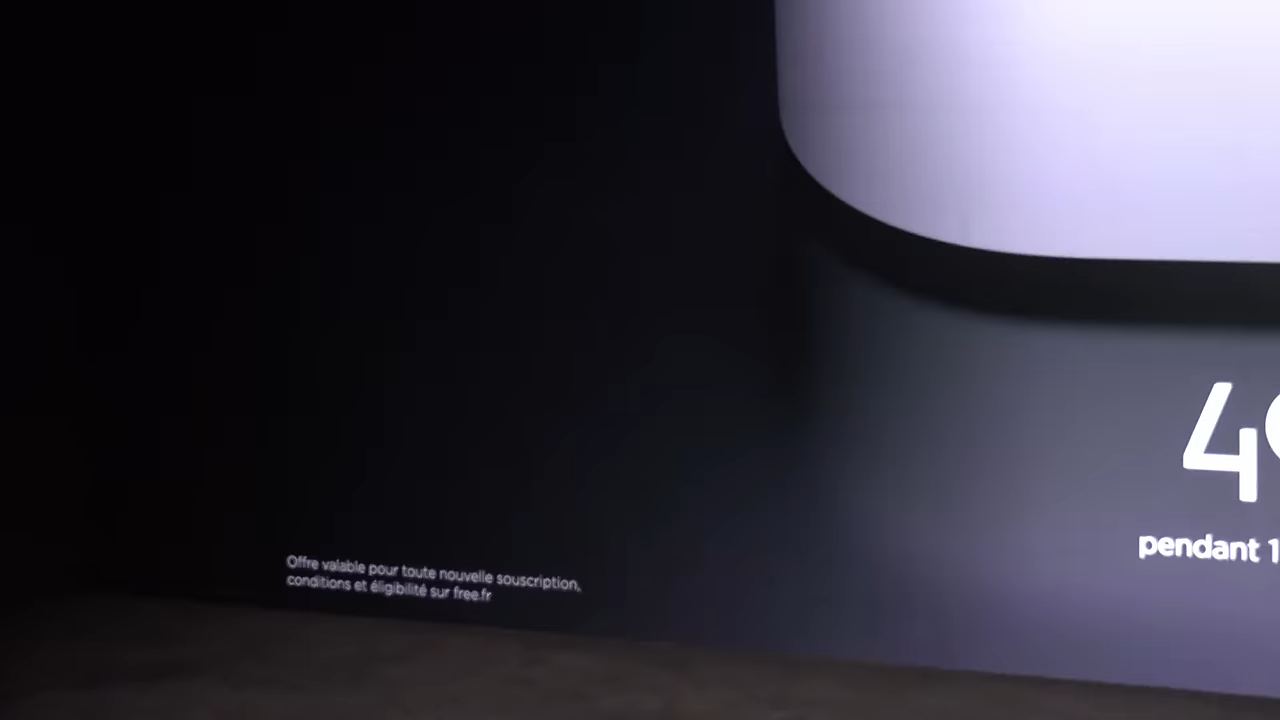 4
pendant 1
Offre valable pour toute nouvelle souscription,
conditions et éligibilité sur free.fr